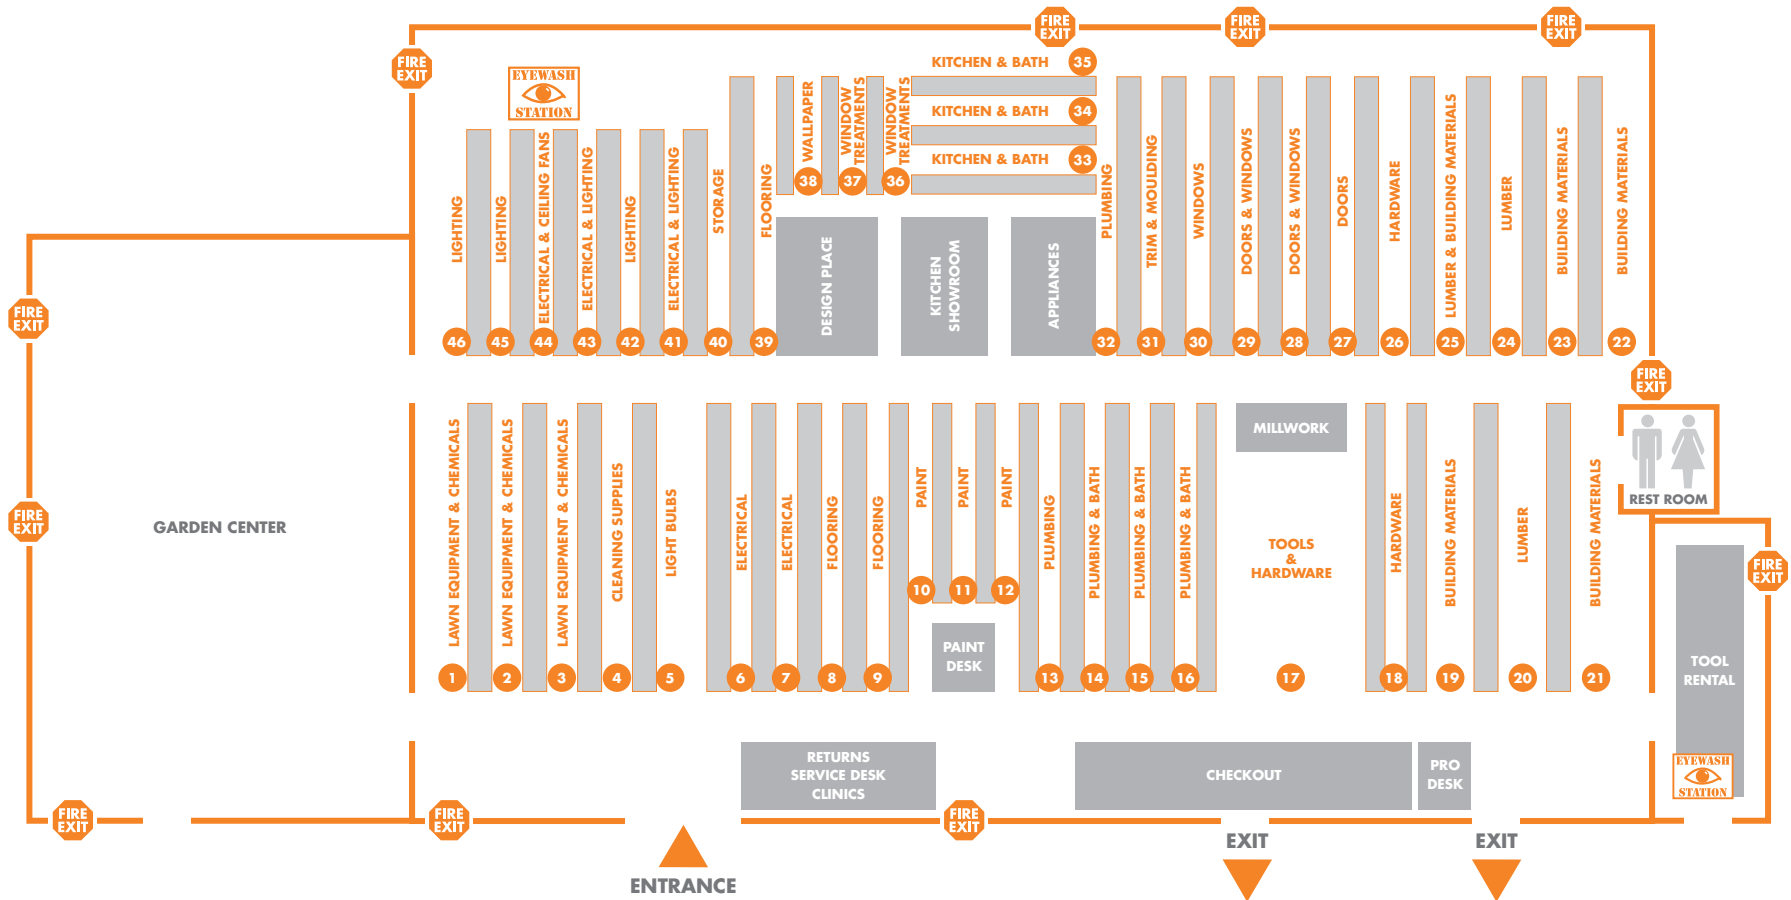 FIRE
EXIT
FIRE
EXIT
FIRE
EXIT
FIRE
EXIT
EYEWASH
STATION
KITCHEN & BATH 35
KITCHEN & BATH 34
KITCHEN & BATH 33
WALLPAPER
38
WINDOW
TREATMENTS
37
WINDOW
TREATMENTS
36
LIGHTING
46
LIGHTING
45
ELECTRICAL & CEILING FANS
44
ELECTRICAL & LIGHTING
43
LIGHTING
42
ELECTRICAL & LIGHTING
41
STORAGE
40
FLOORING
39
DESIGN PLACE
KITCHEN
SHOWROOM
APPLIANCES
PLUMBING
32
TRIM & MOULDING
31
WINDOWS
30
DOORS & WINDOWS
29
DOORS & WINDOWS
28
DOORS
27
HARDWARE
26
LUMBER & BUILDING MATERIALS
25
LUMBER
24
BUILDING MATERIALS
23
BUILDING MATERIALS
22
FIRE
EXIT
FIRE
EXIT
FIRE
EXIT
GARDEN CENTER
LAWN EQUIPMENT & CHEMICALS
1
LAWN EQUIPMENT & CHEMICALS
2
LAWN EQUIPMENT & CHEMICALS
3
CLEANING SUPPLIES
4
LIGHT BULBS
5
ELECTRICAL
6
ELECTRICAL
7
FLOORING
8
FLOORING
9
PAINT
10
PAINT
11
PAINT
12
PAINT
DESK
PLUMBING
13
PLUMBING & BATH
14
PLUMBING & BATH
15
PLUMBING & BATH
16
MILLWORK
TOOLS
&
HARDWARE
17
HARDWARE
18
BUILDING MATERIALS
19
LUMBER
20
BUILDING MATERIALS
21
REST ROOM
FIRE
EXIT
TOOL
RENTAL
EYEWASH
STATION
RETURNS
SERVICE DESK
CLINICS
CHECKOUT
PRO
DESK
FIRE
EXIT
FIRE
EXIT
FIRE
EXIT
ENTRANCE
EXIT
EXIT